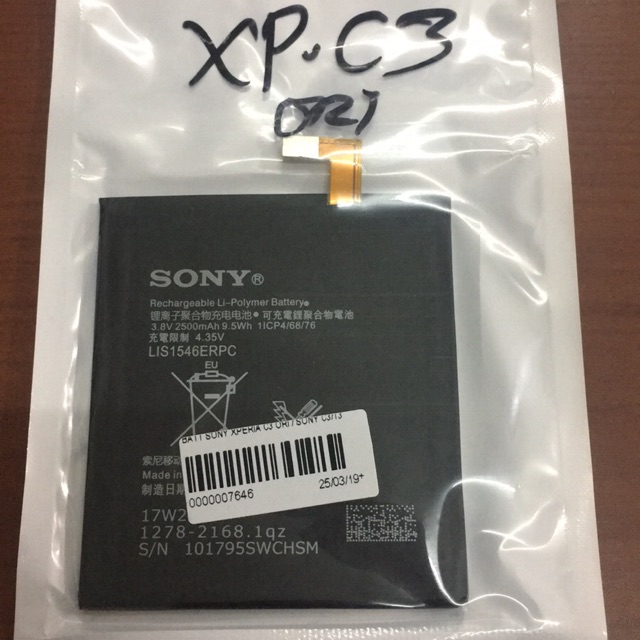 XP.C3
ORI
SONY®
Rechargeable Li-Polymer Battery
锂离子聚合物充电电池 • 可充電鋰聚合物電池
3.8V 2500mAh 9.5Wh 1ICP4/68/76
充電限制 4.35V
LIS1546ERPC
EU
BATT SONY XPERIA C3 ORI / SONY C3/T3
0000007646
25/03/19+
索尼移动
Made in
制造日期
17W2
1278-2168.1qz
S/N 101795SWCHSM